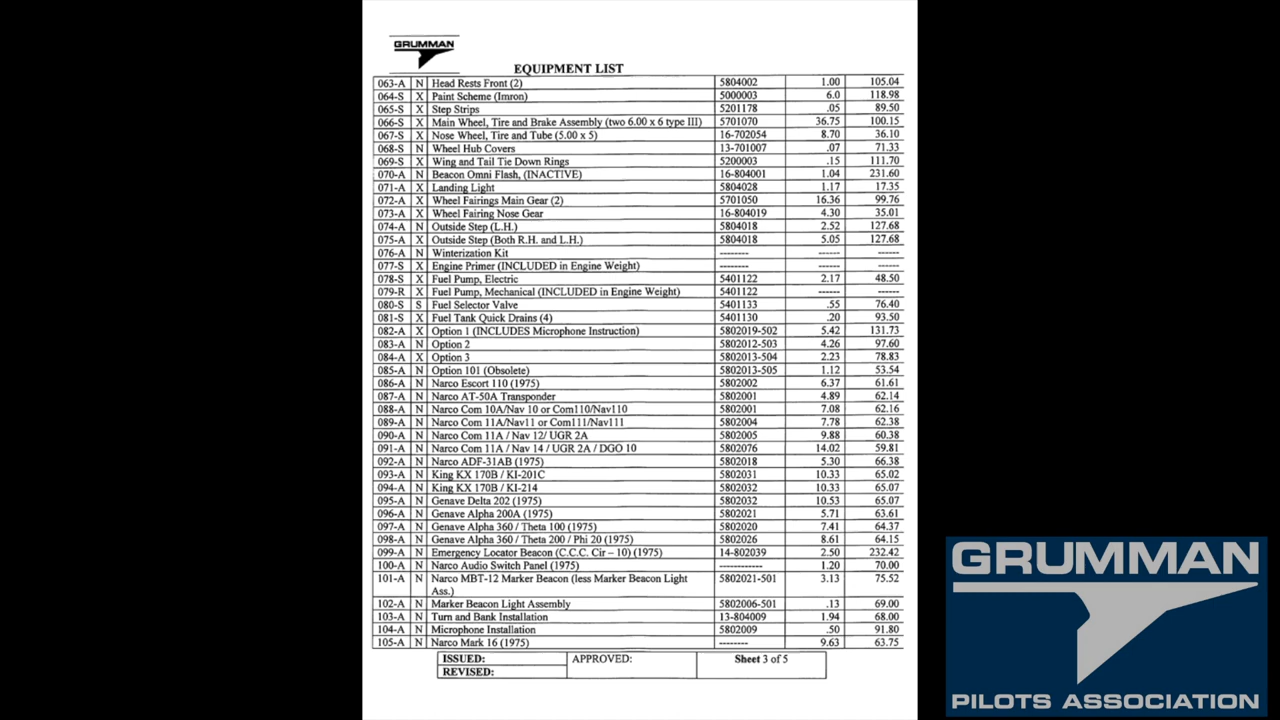 GRUMMAN
EQUIPMENT LIST
063-A N Head Rests Front (2) 5804002 1.00 105.04
064-S X Paint Scheme (Imron) 5000003 6.0 118.98
065-S X Step Strips 5201178 .05 89.50
066-S X Main Wheel, Tire and Brake Assembly (two 6.00 x 6 type III) 5701070 36.75 100.15
067-S X Nose Wheel, Tire and Tube (5.00 x 5) 16-702054 8.70 36.10
068-S N Wheel Hub Covers 13-701007 .07 71.33
069-S X Wing and Tail Tie Down Rings 5200003 .15 111.70
070-A N Beacon Omni Flash, (INACTIVE) 16-804001 1.04 231.60
071-A X Landing Light 5804028 1.17 17.35
072-A X Wheel Fairings Main Gear (2) 5701050 16.36 99.76
073-A X Wheel Fairing Nose Gear 16-804019 4.30 35.01
074-A N Outside Step (L.H.) 5804018 2.52 127.68
075-A X Outside Step (Both R.H. and L.H.) 5804018 5.05 127.68
076-A N Winterization Kit -------- ------ ------
077-S X Engine Primer (INCLUDED in Engine Weight) -------- ------ ------
078-S X Fuel Pump, Electric 5401122 2.17 48.50
079-R X Fuel Pump, Mechanical (INCLUDED in Engine Weight) 5401122 ------ ------
080-S S Fuel Selector Valve 5401133 .55 76.40
081-S X Fuel Tank Quick Drains (4) 5401130 .20 93.50
082-A X Option 1 (INCLUDES Microphone Instruction) 5802019-502 5.42 131.73
083-A N Option 2 5802012-503 4.26 97.60
084-A X Option 3 5802013-504 2.23 78.83
085-A N Option 101 (Obsolete) 5802013-505 1.12 53.54
086-A N Narco Escort 110 (1975) 5802002 6.37 61.61
087-A N Narco AT-50A Transponder 5802001 4.89 62.14
088-A N Narco Com 10A/Nav 10 or Com110/Nav110 5802001 7.08 62.16
089-A N Narco Com 11A/Nav11 or Com111/Nav111 5802004 7.78 62.38
090-A N Narco Com 11A / Nav 12/ UGR 2A 5802005 9.88 60.38
091-A N Narco Com 11A / Nav 14 / UGR 2A / DGO 10 5802076 14.02 59.81
092-A N Narco ADF-31AB (1975) 5802018 5.30 66.38
093-A N King KX 170B / KI-201C 5802031 10.33 65.02
094-A N King KX 170B / KI-214 5802032 10.33 65.07
095-A N Genave Delta 202 (1975) 5802032 10.53 65.07
096-A N Genave Alpha 200A (1975) 5802021 5.71 63.61
097-A N Genave Alpha 360 / Theta 100 (1975) 5802020 7.41 64.37
098-A N Genave Alpha 360 / Theta 200 / Phi 20 (1975) 5802026 8.61 64.15
099-A N Emergency Locator Beacon (C.C.C. Cir – 10) (1975) 14-802039 2.50 232.42
100-A N Narco Audio Switch Panel (1975) ----------- 1.20 70.00
101-A N Narco MBT-12 Marker Beacon (less Marker Beacon Light 5802021-501 3.13 75.52
Ass.)
102-A N Marker Beacon Light Assembly 5802006-501 .13 69.00
103-A N Turn and Bank Installation 13-804009 1.94 68.00
104-A N Microphone Installation 5802009 .50 91.80
105-A N Narco Mark 16 (1975) -------- 9.63 63.75
ISSUED: APPROVED: Sheet 3 of 5
REVISED:
GRUMMAN
PILOTS ASSOCIATION